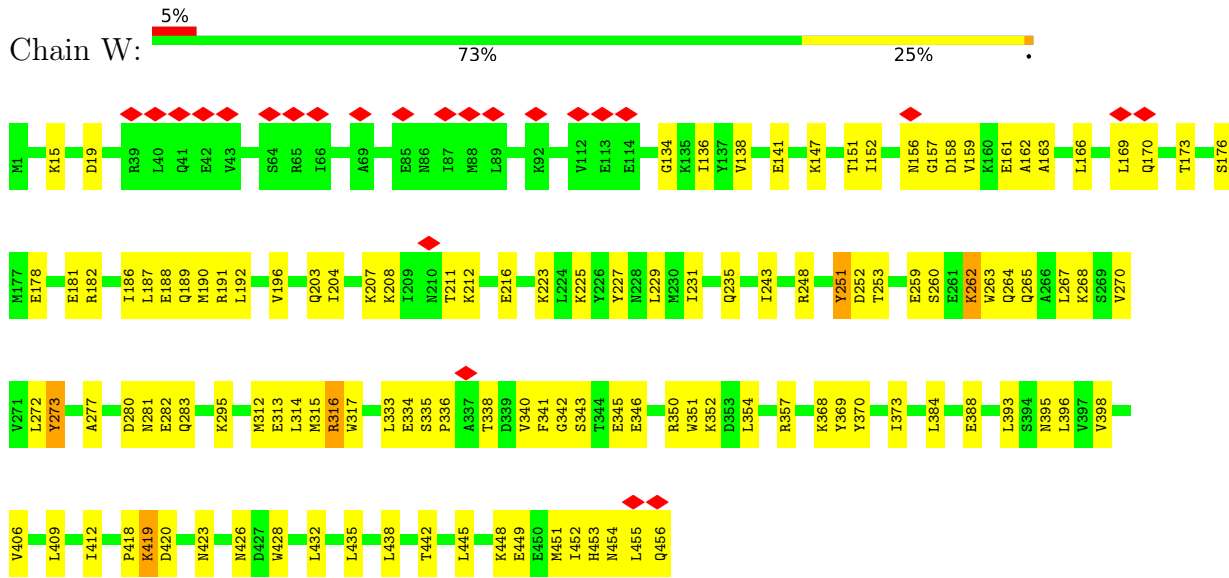 5%
Chain W:
73% 25% •
M1 K15 D19 R39 L40 Q41 E42 V43 S64 R65 I66 A69 E85 N86 I87 M88 L89 K92 V112 E113 E114 G134 K135 I136 Y137 V138 E141 K147 T151 I152 N156 G157 D158 V159 K160 E161 A162 A163 L166 L169 Q170 T173 S176
M177 E178 E181 R182 I186 L187 E188 Q189 M190 R191 L192 V196 Q203 I204 K207 K208 I209 N210 T211 K212 E216 K223 L224 K225 Y226 Y227 N228 L229 M230 I231 Q235 I243 R248 Y251 D252 T253 E259 S260 E261 K262 W263 Q264 Q265 A266 L267 K268 S269 V270
V271 L272 Y273 A277 D280 N281 E282 Q283 K295 M312 E313 L314 M315 R316 W317 L333 E334 S335 P336 A337 T338 D339 V340 F341 G342 S343 T344 E345 E346 R350 W351 K352 D353 L354 R357 K368 Y369 Y370 I373 L384 E388 L393 S394 N395 L396 V397 V398
V406 L409 I412 P418 K419 D420 N423 N426 D427 W428 L432 L435 L438 T442 L445 K448 E449 E450 M451 I452 H453 N454 L455 Q456